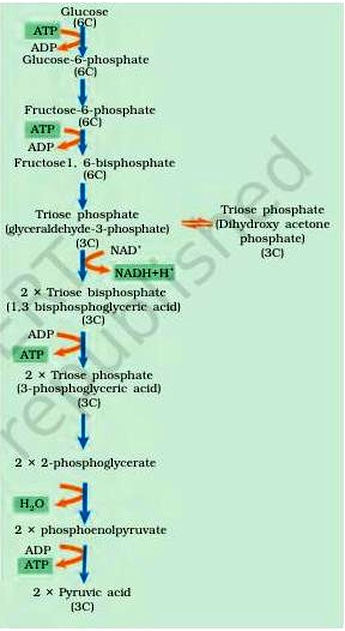 Glucose
(6C)
ATP
ADP
Glucose-6-phosphate
(6C)
Fructose-6-phosphate
(6C)
ATP
ADP
Fructose1, 6-bisphosphate
(6C)
Triose phosphate
(glyceraldehyde-3-phosphate)
(3C)
Triose phosphate
(Dihydroxy acetone
phosphate)
(3C)
NAD⁺
NADH+H⁺
2 × Triose bisphosphate
(1,3 bisphosphoglyceric acid)
(3C)
ADP
ATP
2 × Triose phosphate
(3-phosphoglyceric acid)
(3C)
2 × 2-phosphoglycerate
H₂O
2 × phosphoenolpyruvate
ADP
ATP
2 × Pyruvic acid
(3C)
republished